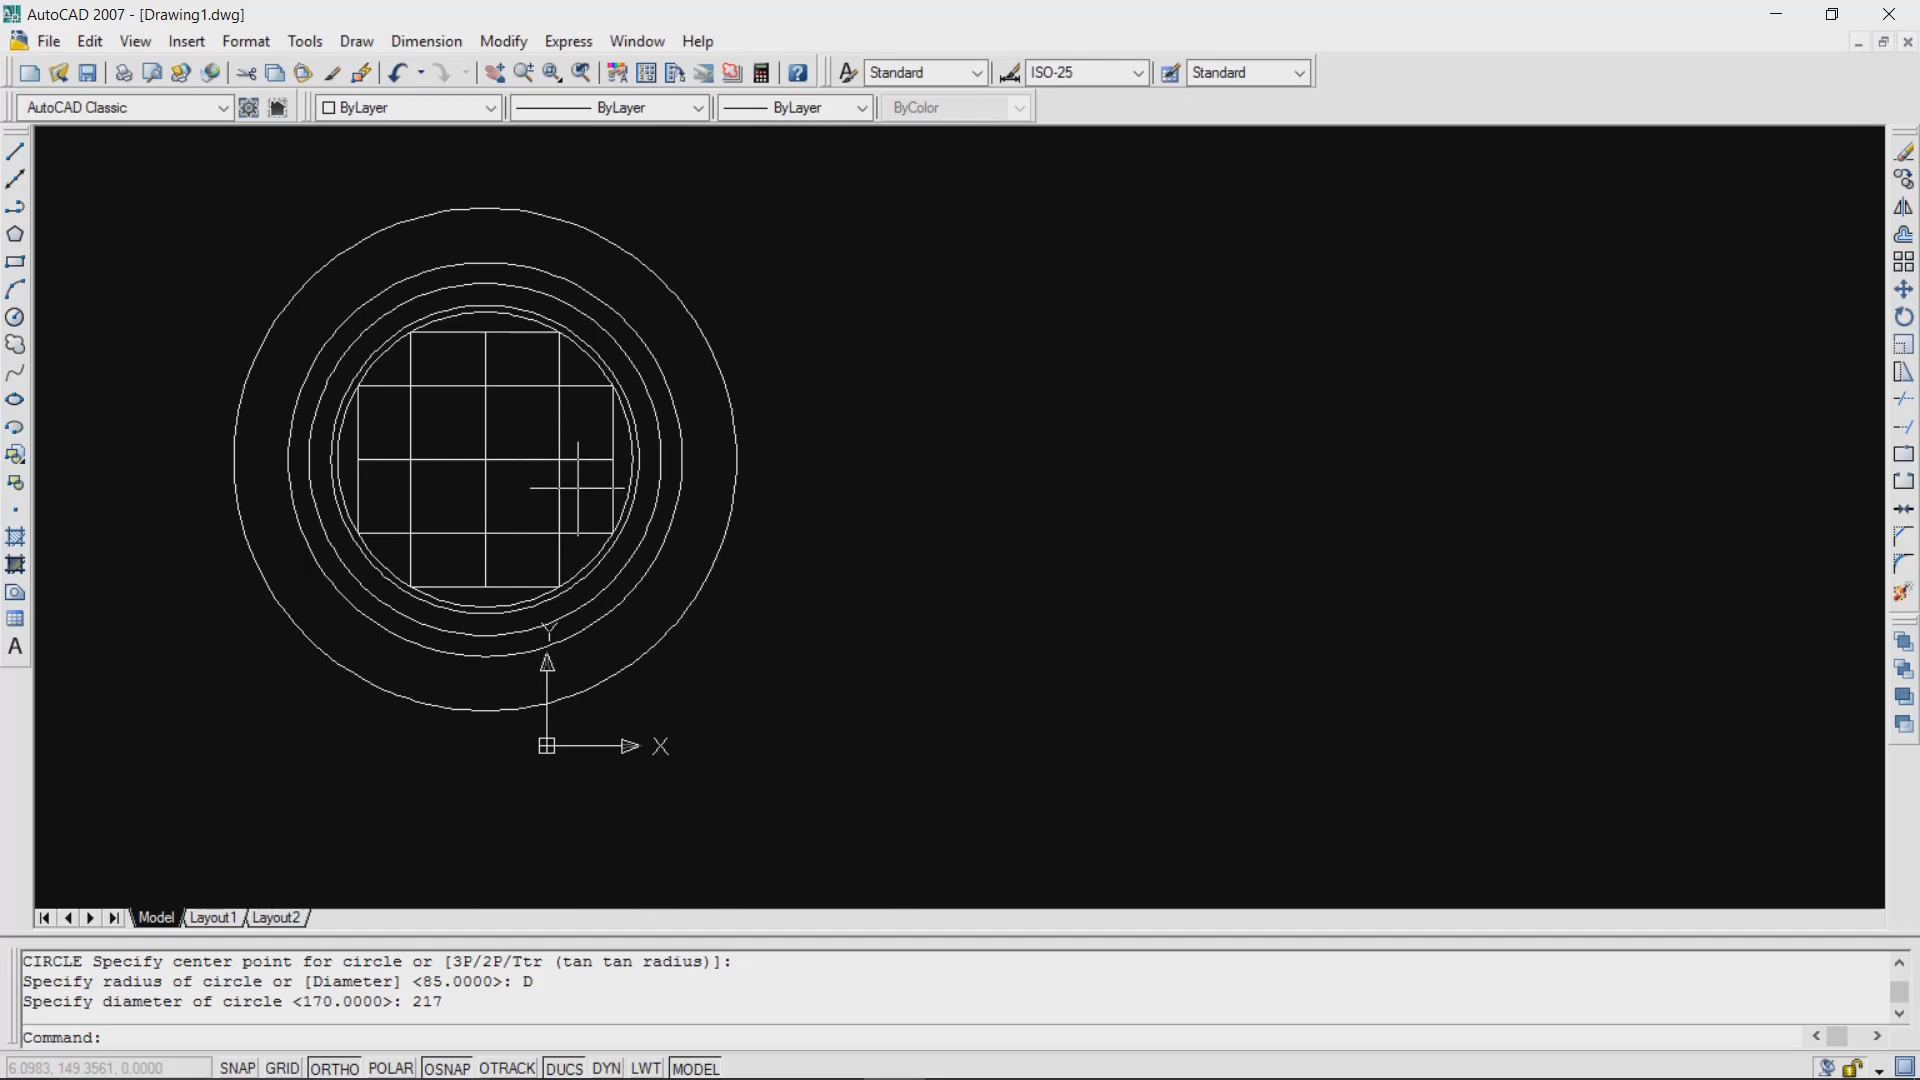 AutoCAD 2007 - [Drawing1.dwg]
File Edit View Insert Format Tools Draw Dimension Modify Express Window Help
Standard ISO-25 Standard
AutoCAD Classic ByLayer ByLayer ByLayer ByColor
A
Y
X
Model Layout1 Layout2
CIRCLE Specify center point for circle or [3P/2P/Ttr (tan tan radius)]:
Specify radius of circle or [Diameter] <85.0000>: D
Specify diameter of circle <170.0000>: 217
Command:
6.0983, 149.3561, 0.0000 SNAP GRID ORTHO POLAR OSNAP OTRACK DUCS DYN LWT MODEL